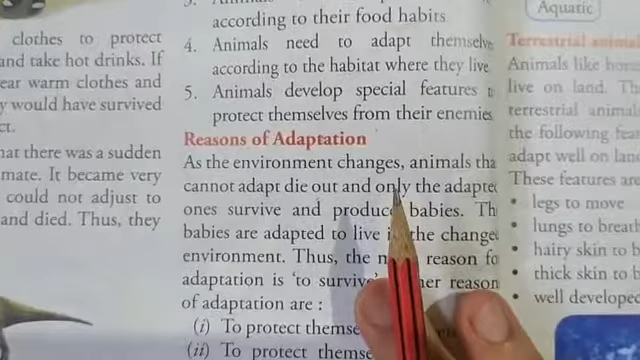 clothes to protect
and take hot drinks. If
ear warm clothes and
y would have survived
ct.
hat there was a sudden
mate. It became very
could not adjust to
and died. Thus, they
according to their food habits
4. Animals need to adapt themselve
according to the habitat where they live
5. Animals develop special features
protect themselves from their enemies
Reasons of Adaptation
As the environment changes, animals tha
cannot adapt die out and only the adapted
ones survive and produce babies. Th
babies are adapted to live in the changed
environment. Thus, the reason fo
adaptation is 'to survive' her reason
of adaptation are :
(i) To protect themse
(ii) To protect themse
Aquatic
Terrestrial animal
Animals like hors
live on land. Th
terrestrial animal
the following feat
adapt well on land
These features are
• legs to move
• lungs to breath
• hairy skin to b
• thick skin to b
• well developed